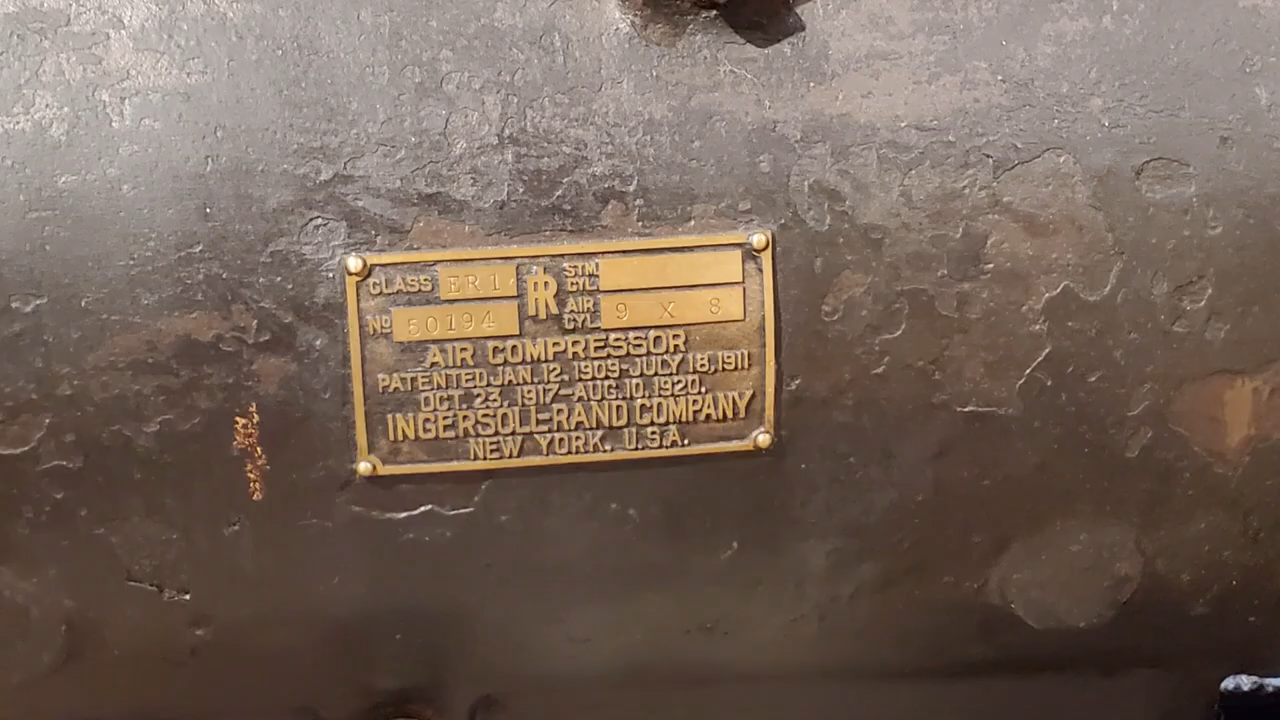 CLASS ER1 IR STM. CYL.
No 50194 AIR CYL. 9 X 8
AIR COMPRESSOR
PATENTED JAN. 12. 1909-JULY 18, 1911
OCT. 23, 1917-AUG. 10, 1920.
INGERSOLL-RAND COMPANY
NEW YORK, U.S.A.